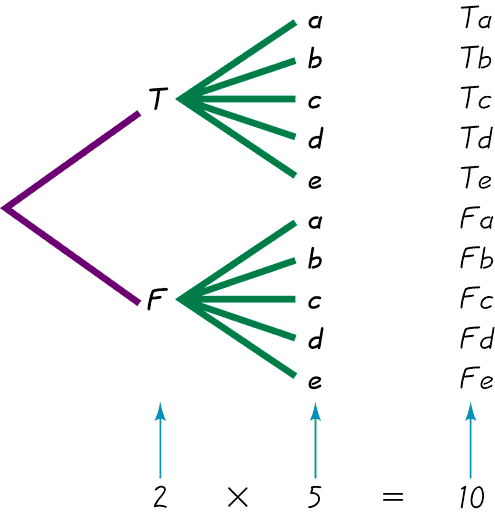 a Ta
b Tb
T c Tc
d Td
e Te
a Fa
b Fb
F c Fc
d Fd
e Fe
2 × 5 = 10